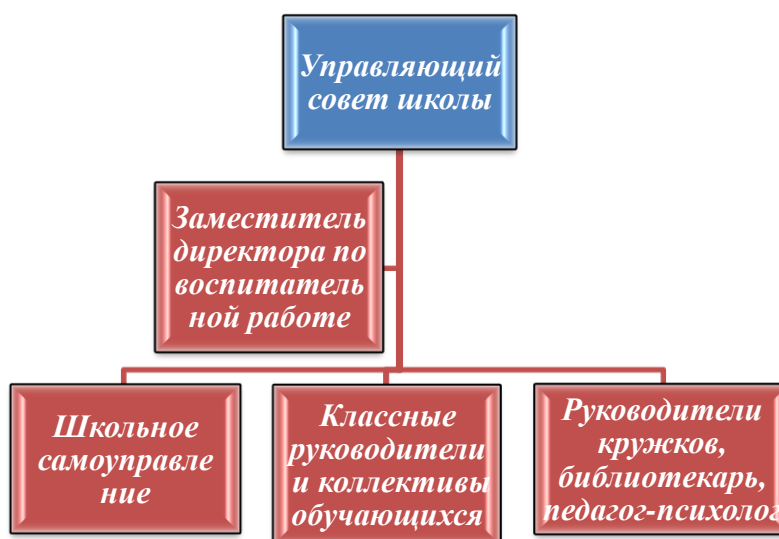 Управляющий
совет школы
Заместитель
директора по
воспитатель
ной работе
Школьное
самоуправле
ние
Классные
руководители
и коллективы
обучающихся
Руководители
кружков,
библиотекарь,
педагог-психолог